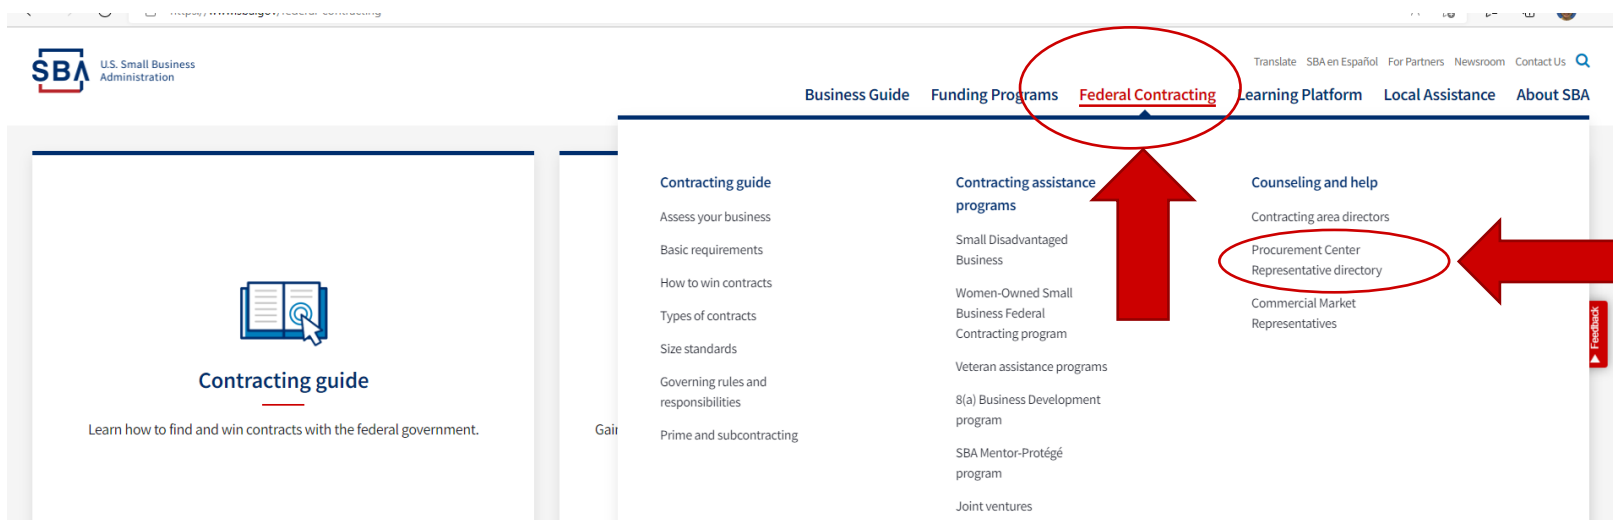 SBA
U.S. Small Business
Administration
Translate SBA en Español For Partners Newsroom Contact Us
Business Guide Funding Programs Federal Contracting Learning Platform Local Assistance About SBA
Contracting guide
Learn how to find and win contracts with the federal government.
Gai
Contracting guide
Assess your business
Basic requirements
How to win contracts
Types of contracts
Size standards
Governing rules and
responsibilities
Prime and subcontracting
Contracting assistance
programs
Small Disadvantaged
Business
Women-Owned Small
Business Federal
Contracting program
Veteran assistance programs
8(a) Business Development
program
SBA Mentor-Protégé
program
Joint ventures
Counseling and help
Contracting area directors
Procurement Center
Representative directory
Commercial Market
Representatives
Feedback